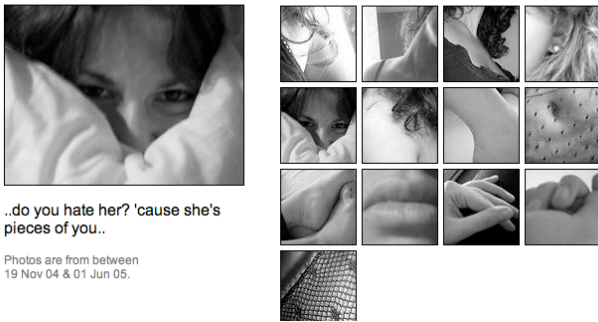 ..do you hate her? 'cause she's
pieces of you..
Photos are from between
19 Nov 04 & 01 Jun 05.